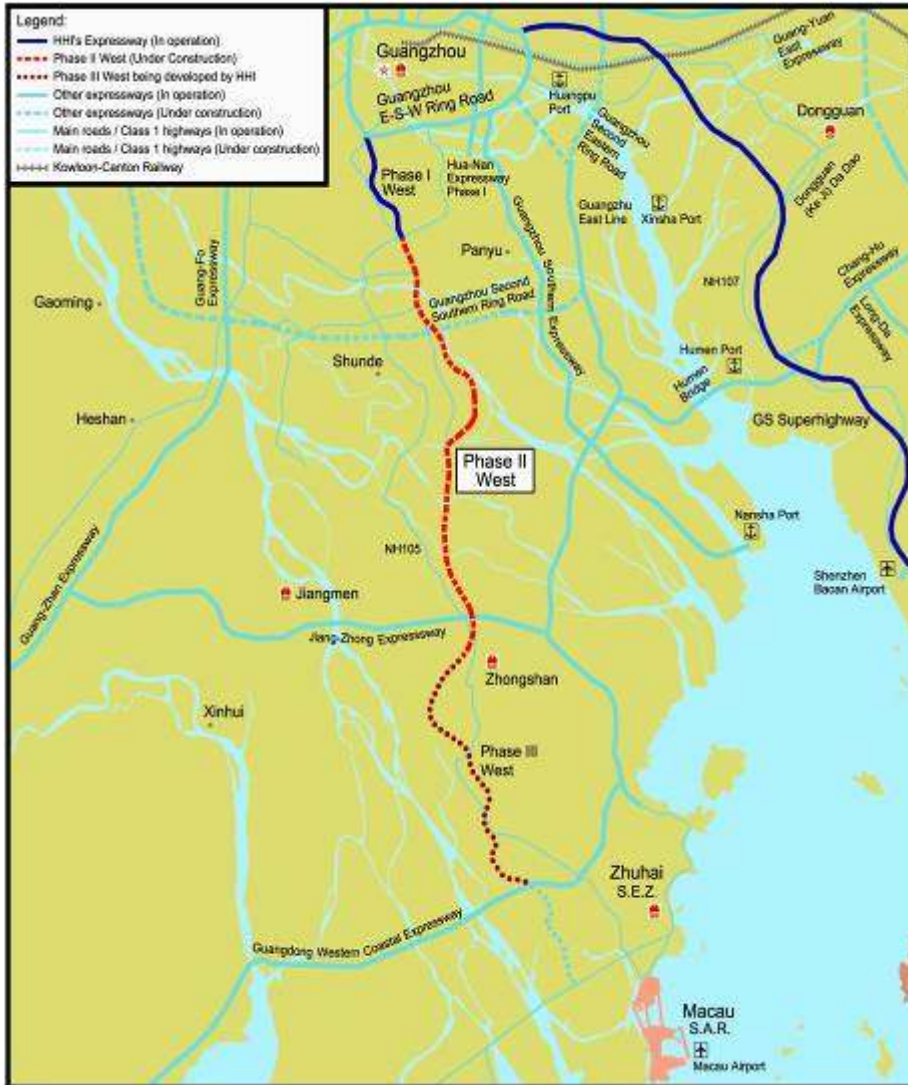 Legend:
HHI's Expressway (In operation)
Phase II West (Under Construction)
Phase III West being developed by HHI
Other expressways (In operation)
Other expressways (Under construction)
Main roads / Class 1 highways (In operation)
Main roads / Class 1 highways (Under construction)
Kowloon-Canton Railway
Guangzhou
Guangzhou
E-S-W Ring Road
Guang-Yuan
East
Expressway
Huangpu
Port
Dongguan
Guangzhou
Second
Eastern
Ring Road
Phase I
West
Hua-Nan
Expressway
Phase I
Guangzhu
East Line
Xinsha Port
Dongguan
(Ke Ji) Da Dao
Panyu
Guang-Fo
Expressway
Guangzhou Southern Expressway
Chang-Hu
Expressway
Gaoming
Guangzhou Second
Southern Ring Road
NH107
Long-Da
Expressway
Shunde
Humen Port
Humen
Bridge
Heshan
GS Superhighway
Phase II
West
Nansha Port
NH105
Guang-Zhan Expressway
Jiangmen
Shenzhen
Baoan Airport
Jiang-Zhong Expressway
Zhongshan
Xinhui
Phase III
West
Zhuhai
S.E.Z.
Guangdong Western Coastal Expressway
Macau
S.A.R.
Macau Airport